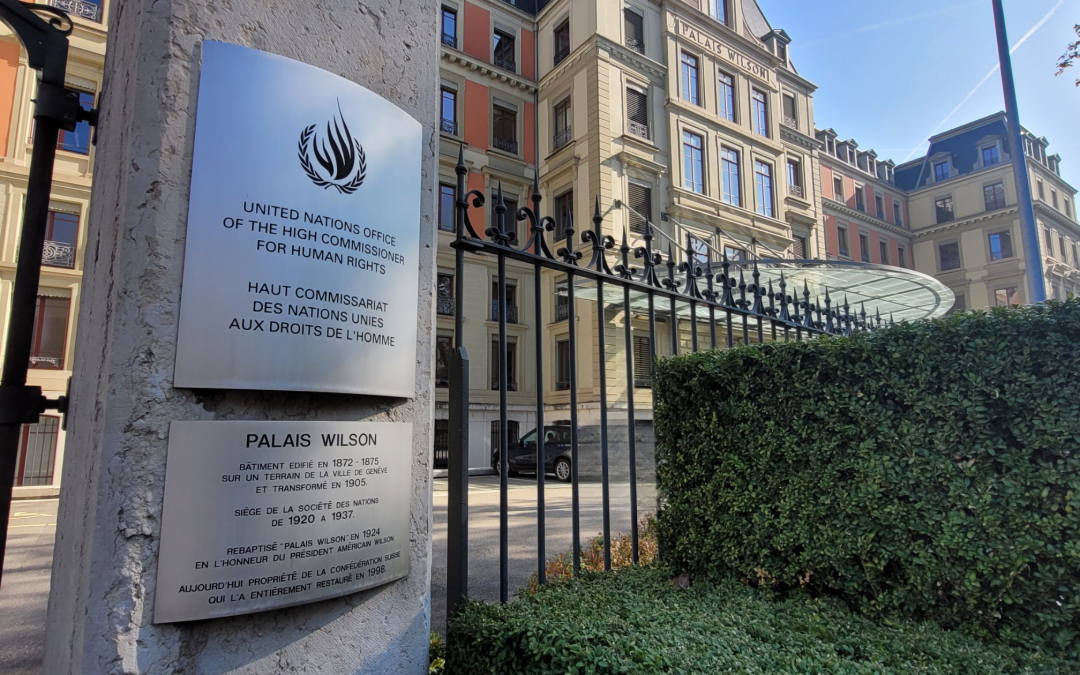 PALAIS WILSON
UNITED NATIONS OFFICE
OF THE HIGH COMMISSIONER
FOR HUMAN RIGHTS
HAUT COMMISSARIAT
DES NATIONS UNIES
AUX DROITS DE L'HOMME
PALAIS WILSON
BÂTIMENT EDIFIÉ EN 1872 - 1875
SUR UN TERRAIN DE LA VILLE DE GENÈVE
ET TRANSFORMÉ EN 1905.
SIÈGE DE LA SOCIÉTÉ DES NATIONS
DE 1920 A 1937.
REBAPTISÉ "PALAIS WILSON" EN 1924
EN L'HONNEUR DU PRÉSIDENT AMÉRICAIN WILSON
AUJOURD'HUI PROPRIÉTÉ DE LA CONFÉDÉRATION SUISSE
QUI L'A ENTIÈREMENT RESTAURÉ EN 1998